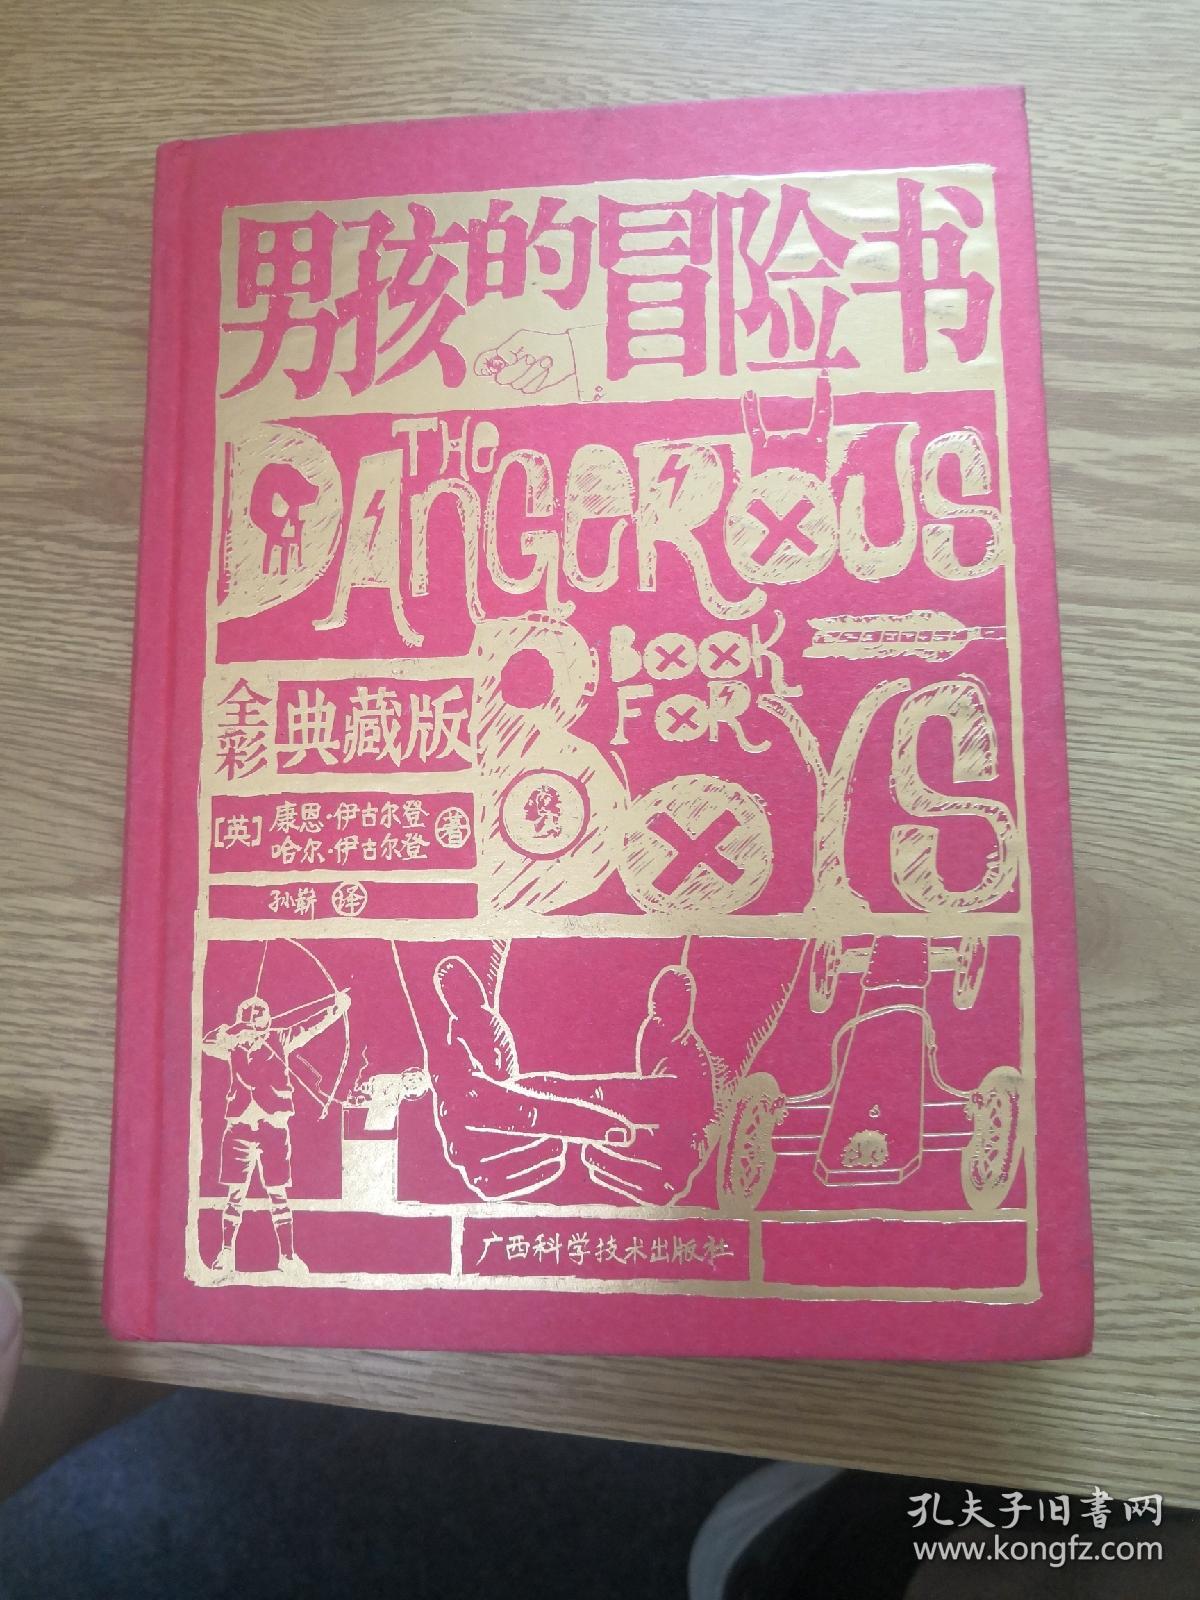 男孩的冒险书
THE
DANGEROUS
BOOK
FOR
BOYS
全彩 典藏版
[英] 康恩·伊古尔登
哈尔·伊古尔登 著
孙崭 译
广西科学技术出版社
孔夫子旧书网
www.kongfz.com